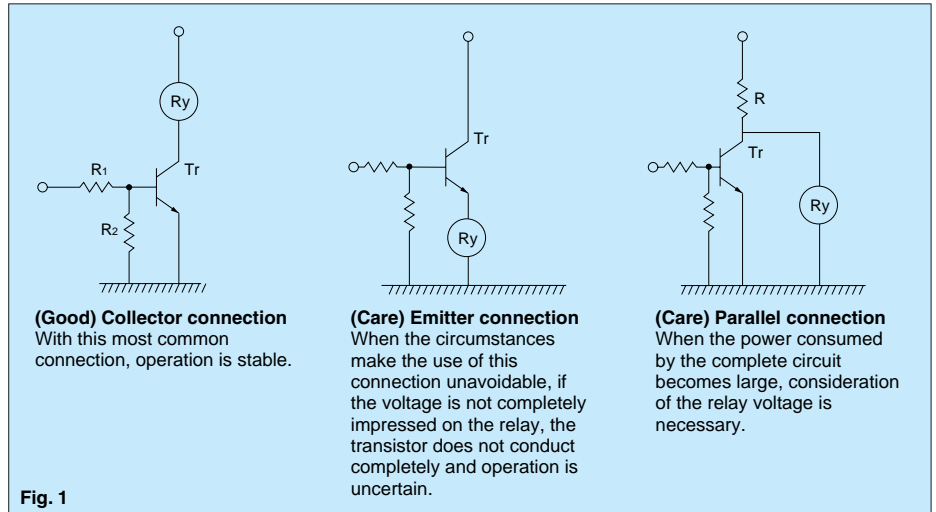 Ry
Tr
R1
R2
(Good) Collector connection
With this most common
connection, operation is stable.
Tr
Ry
(Care) Emitter connection
When the circumstances
make the use of this
connection unavoidable, if
the voltage is not completely
impressed on the relay, the
transistor does not conduct
completely and operation is
uncertain.
R
Tr
Ry
(Care) Parallel connection
When the power consumed
by the complete circuit
becomes large, consideration
of the relay voltage is
necessary.
Fig. 1